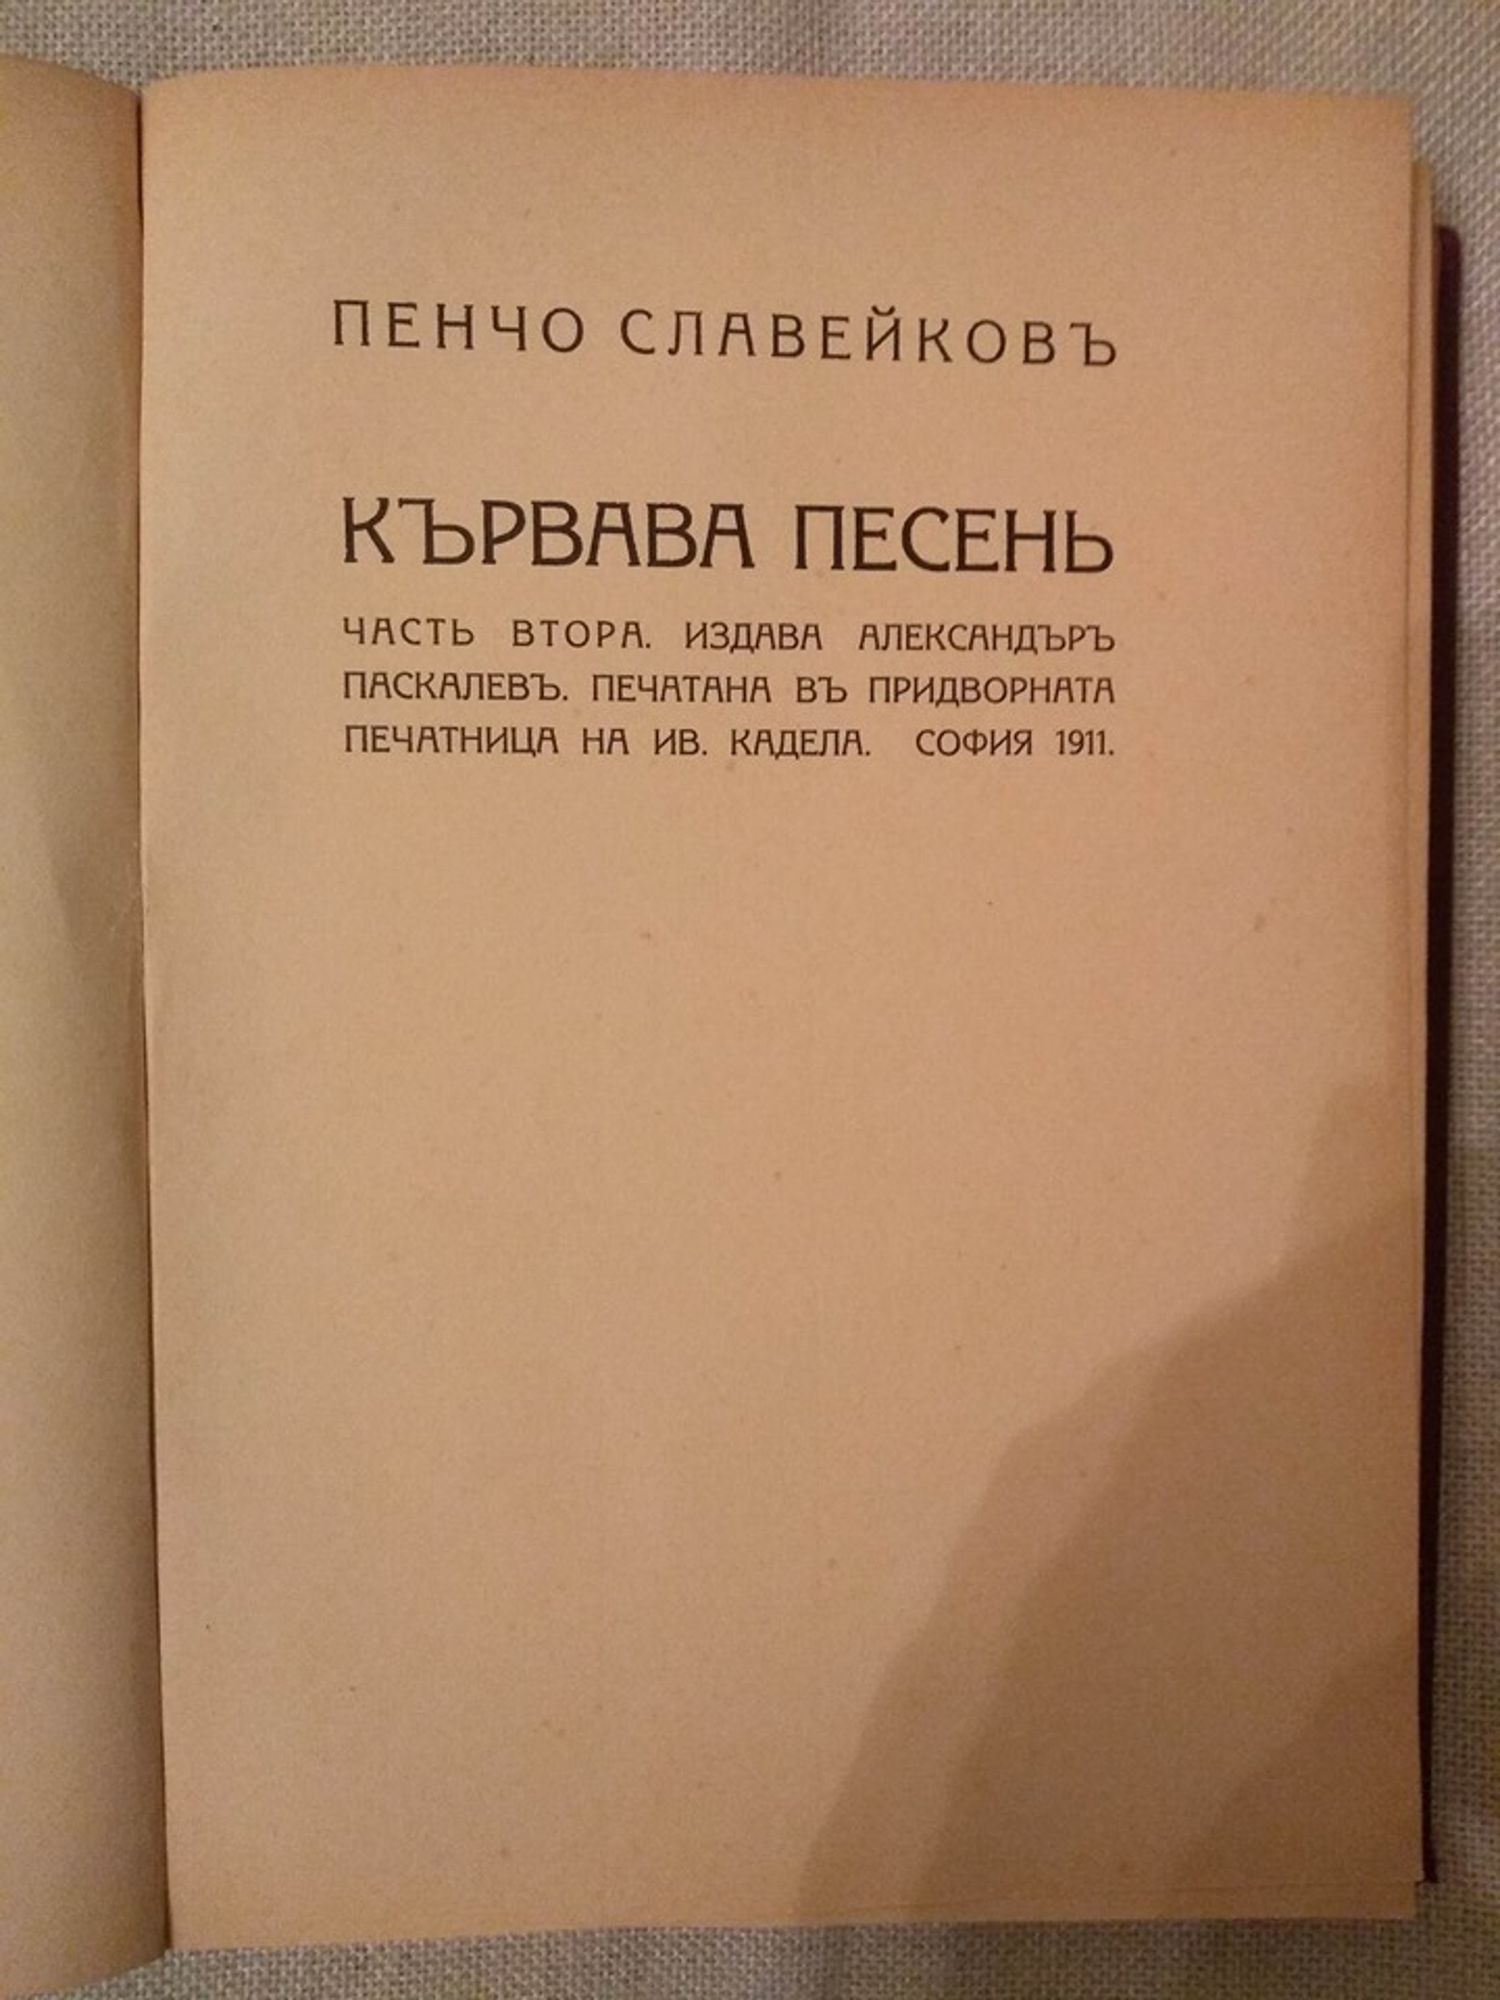 ПЕНЧО СЛАВЕЙКОВЪ
КЪРВАВА ПЕСЕНЬ
ЧАСТЬ ВТОРА. ИЗДАВА АЛЕКСАНДЪРЪ
ПАСКАЛЕВЪ. ПЕЧАТАНА ВЪ ПРИДВОРНАТА
ПЕЧАТНИЦА НА ИВ. КАДЕЛА. СОФИЯ 1911.